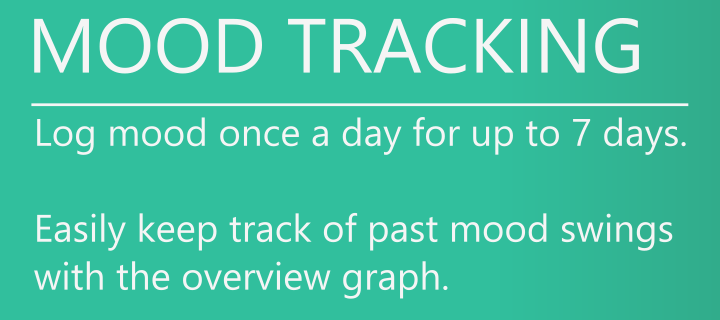 MOOD TRACKING
Log mood once a day for up to 7 days.
Easily keep track of past mood swings
with the overview graph.